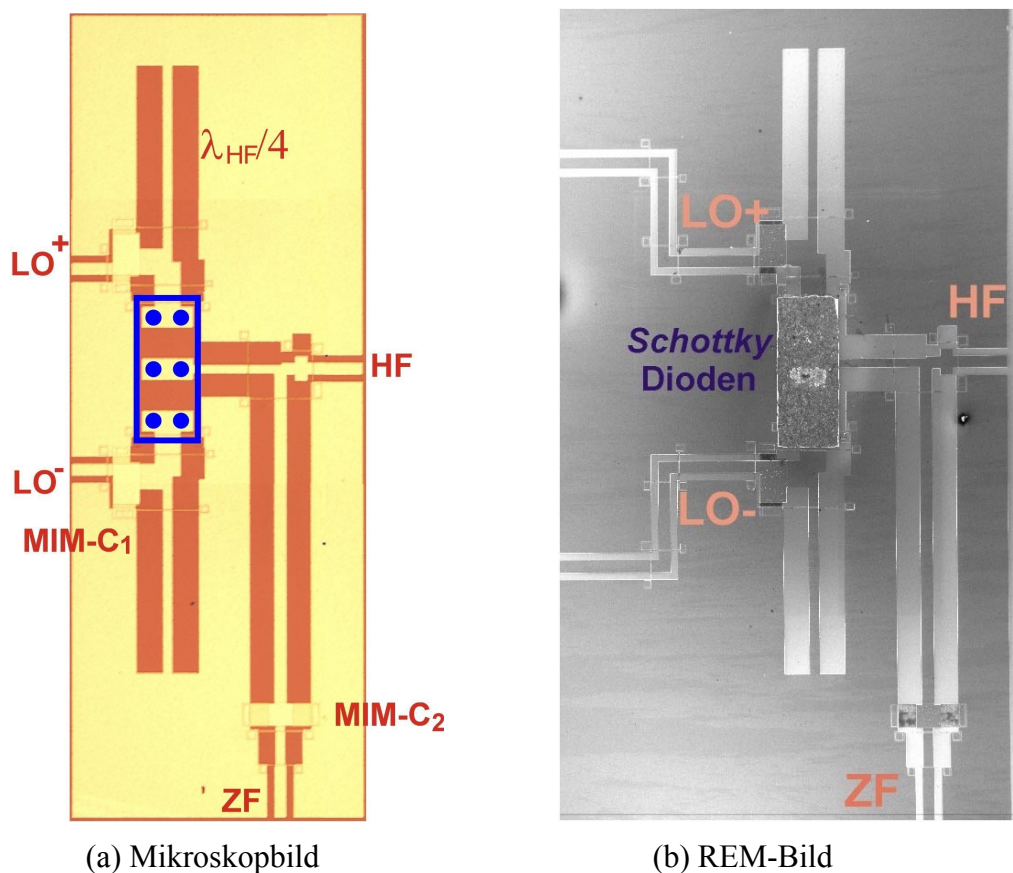 λHF/4
LO+
HF
LO-
MIM-C1
MIM-C2
ZF
LO+
HF
Schottky
Dioden
LO-
ZF
(a) Mikroskopbild
(b) REM-Bild